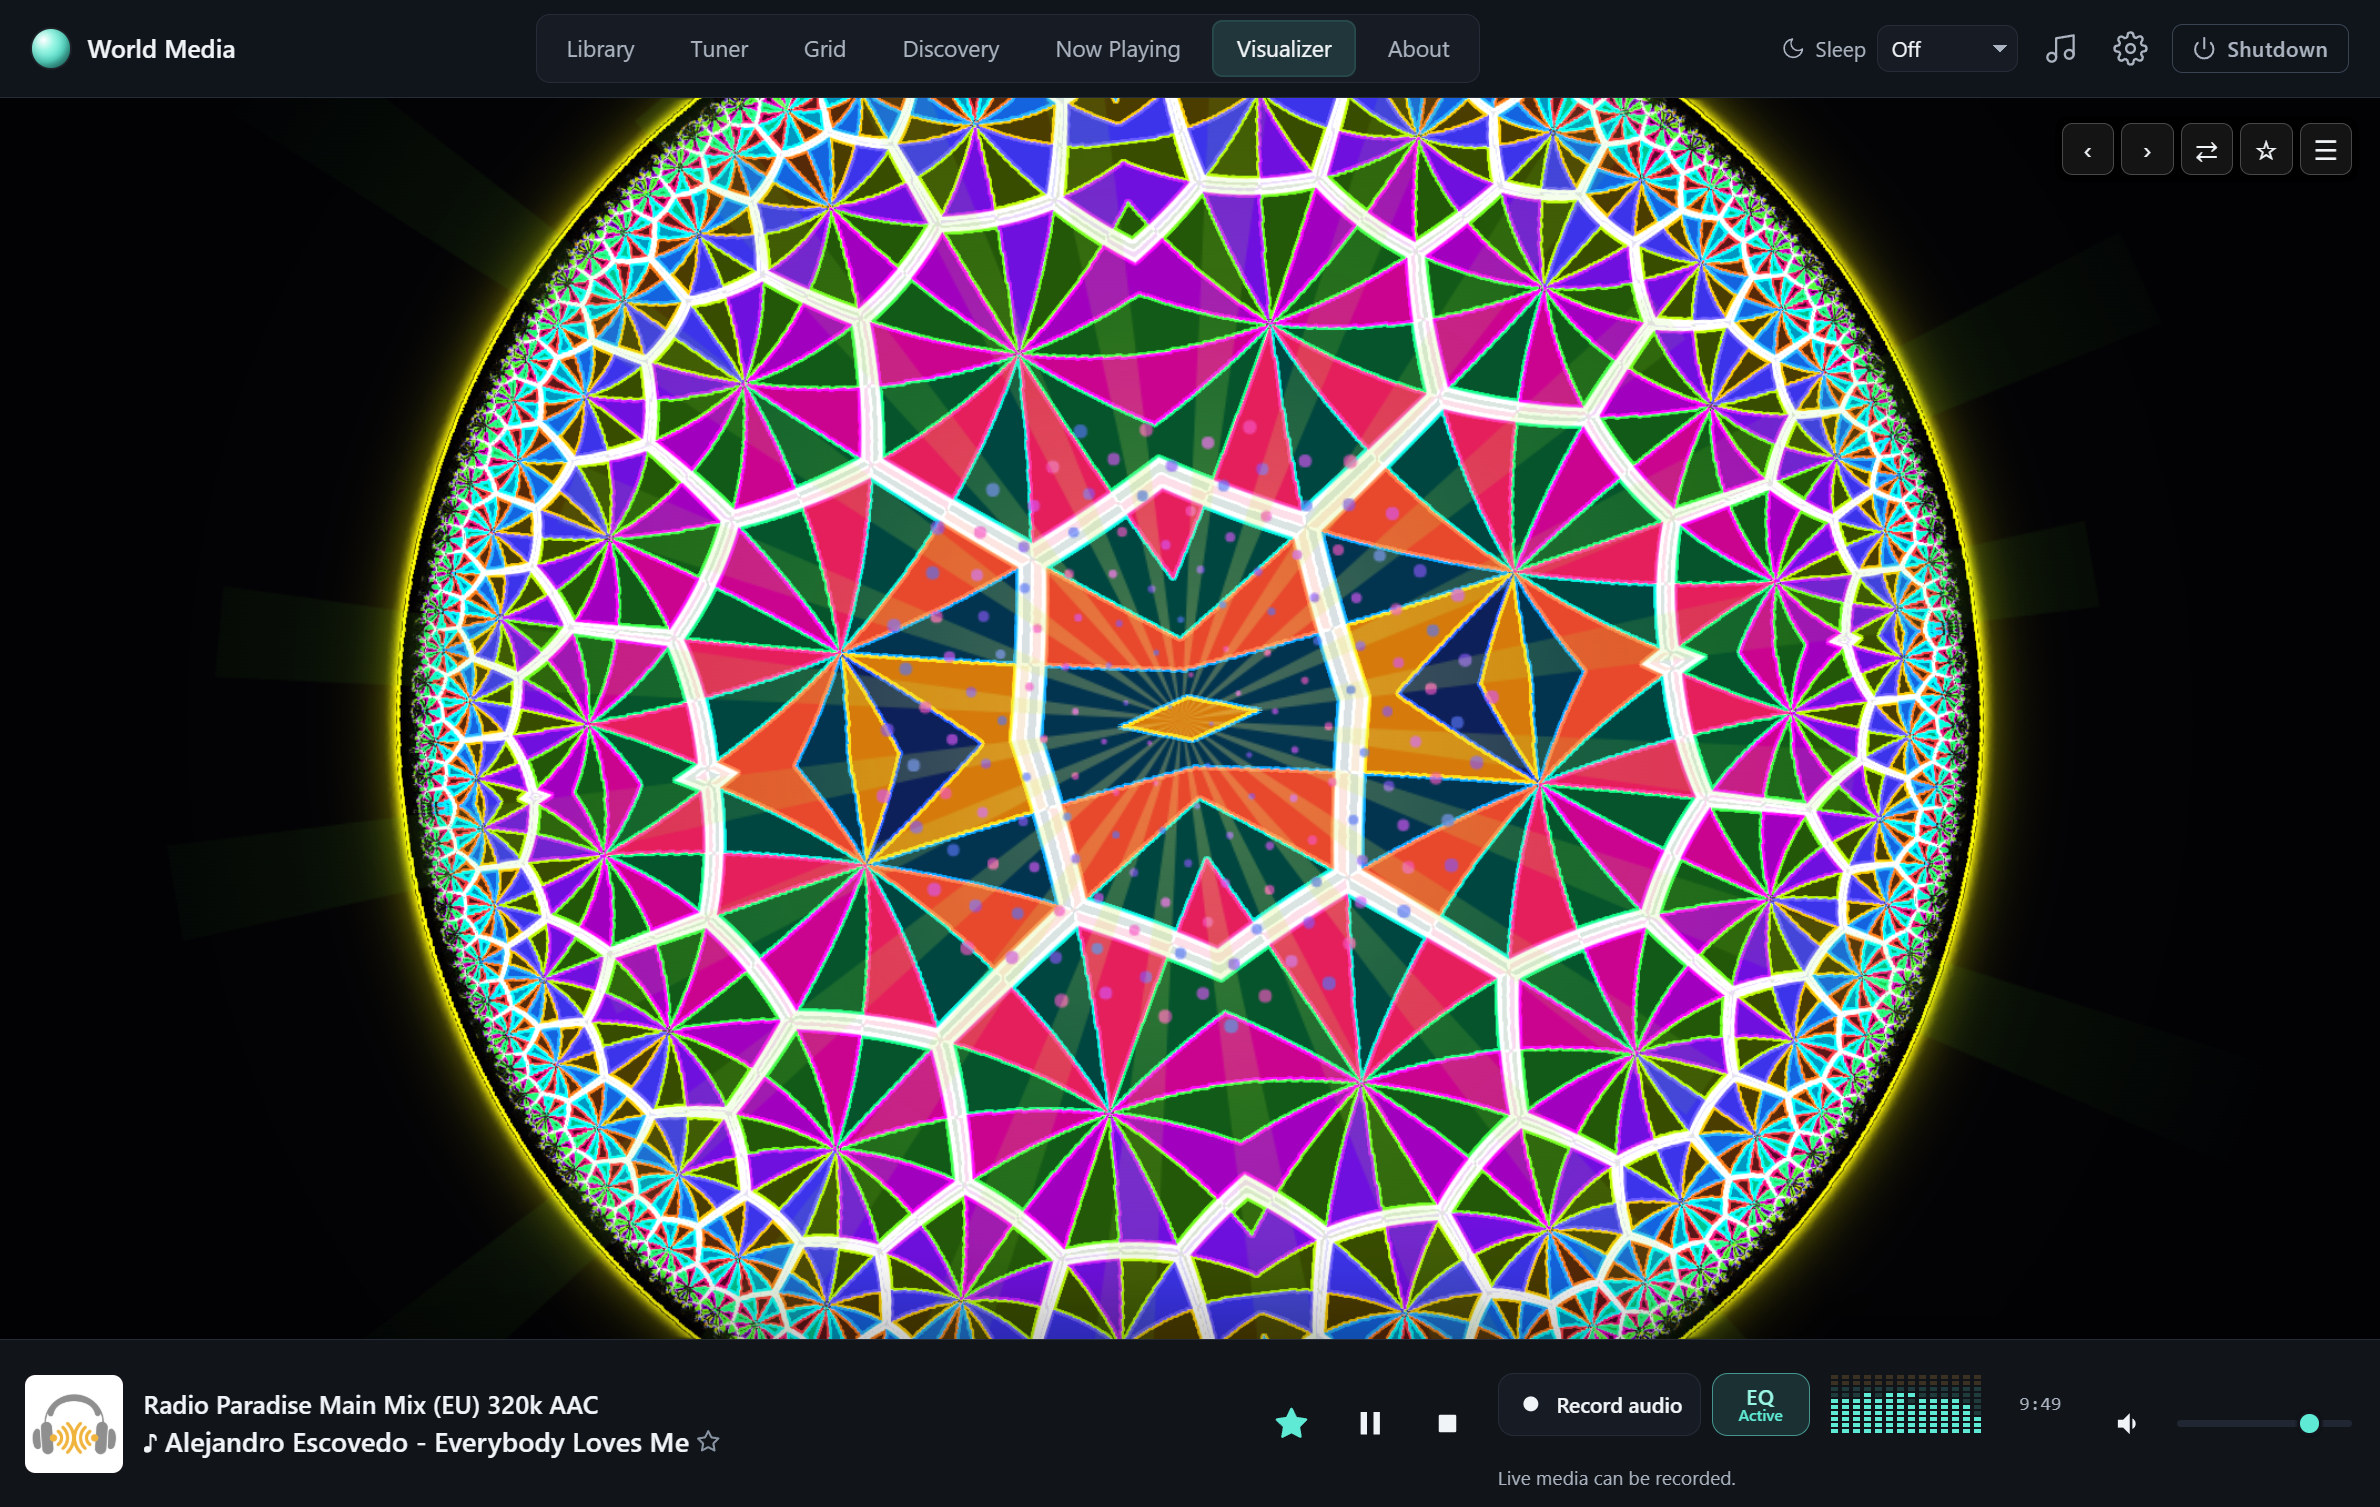 World Media
Library
Tuner
Grid
Discovery
Now Playing
Visualizer
About
Sleep
Off
Shutdown
Radio Paradise Main Mix (EU) 320k AAC
Alejandro Escovedo - Everybody Loves Me
Record audio
EQ
Active
9:49
Live media can be recorded.